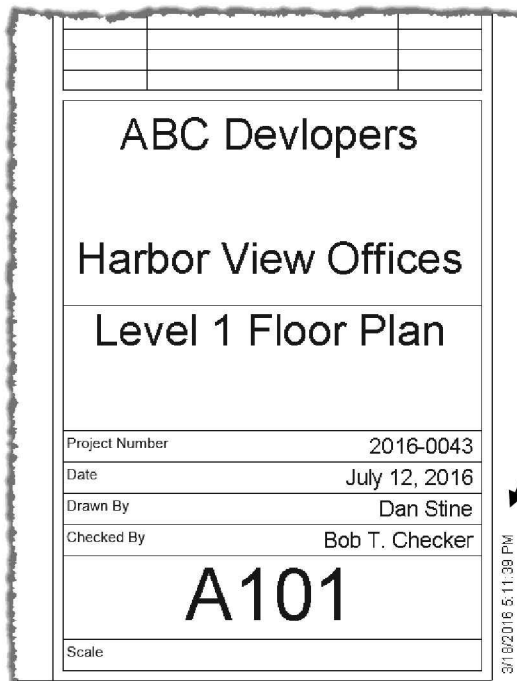 ABC Devlopers
Harbor View Offices
Level 1 Floor Plan
Project Number 2016-0043
Date July 12, 2016
Drawn By Dan Stine
Checked By Bob T. Checker
A101
Scale
3/18/2016 5:11:39 PM